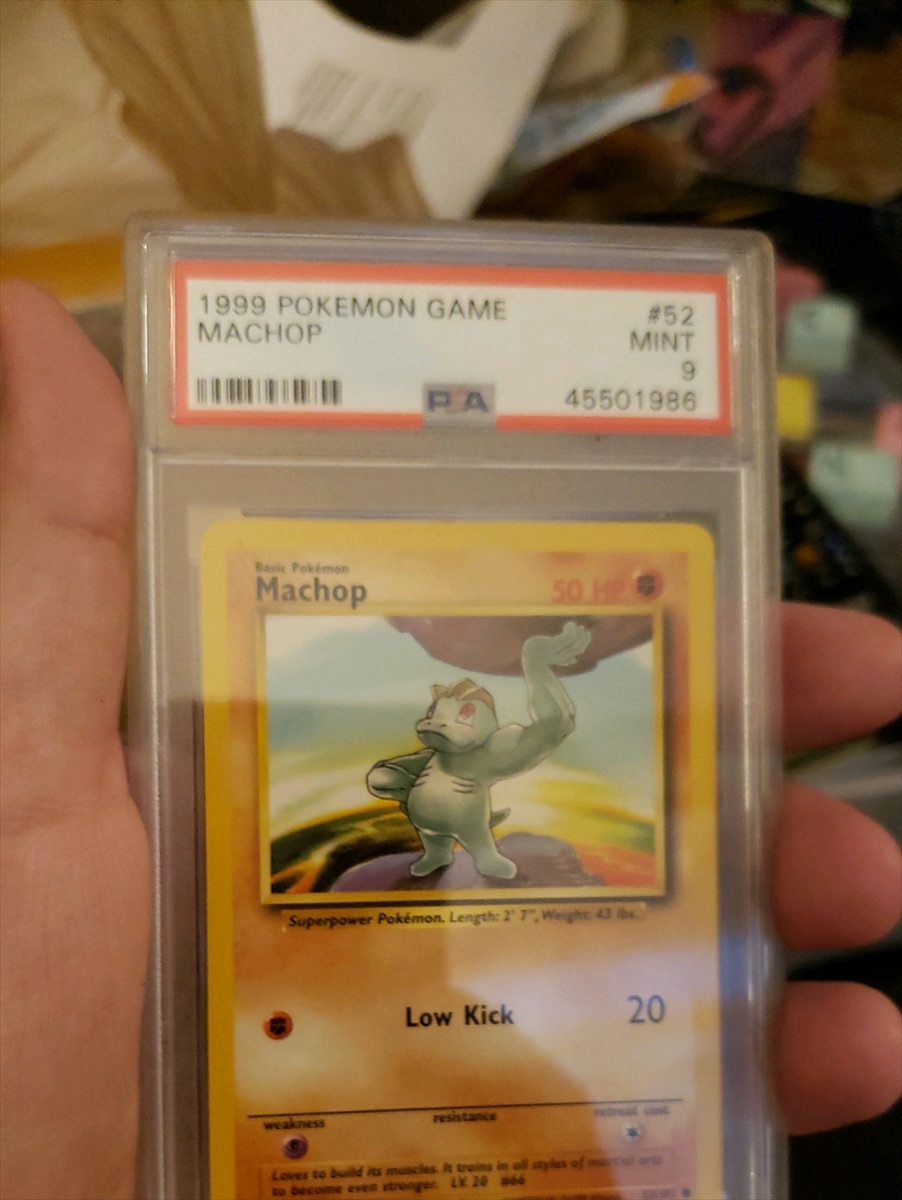 1999 POKEMON GAME #52
MACHOP MINT
9
PSA 45501986
Basic Pokémon
Machop 50 HP
Superpower Pokémon. Length: 2' 7", Weight: 43 lbs.
Low Kick 20
weakness resistance retreat cost
Loves to build its muscles. It trains in all styles of martial arts
to become even stronger. LV. 20 #66